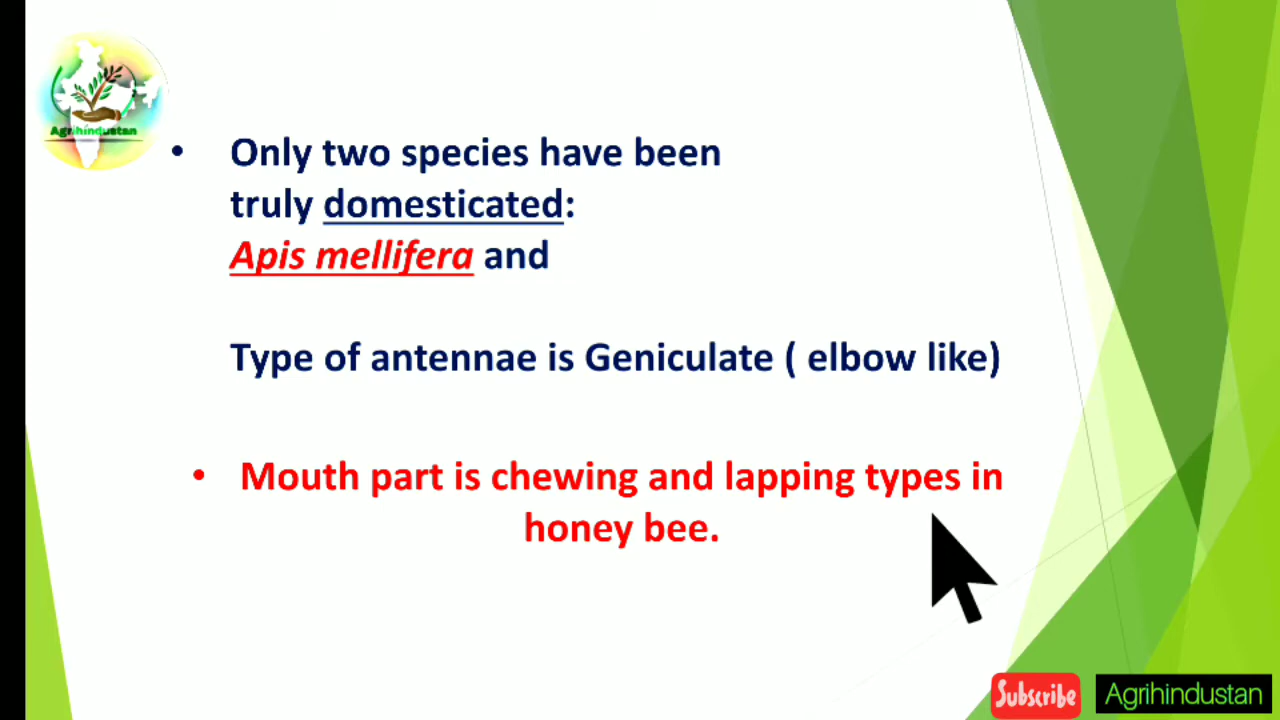 Agrihindustan
• Only two species have been
truly domesticated:
Apis mellifera and
Type of antennae is Geniculate ( elbow like)
• Mouth part is chewing and lapping types in
honey bee.
Subscribe
Agrihindustan